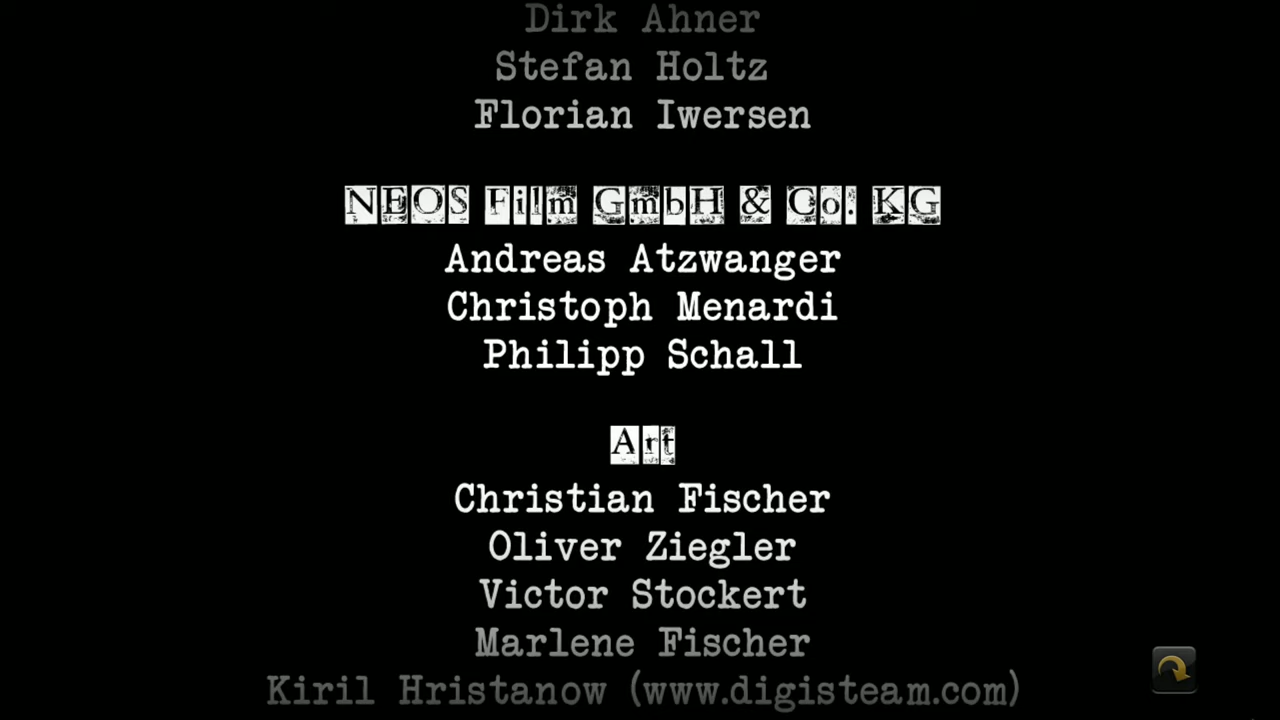 Dirk Ahner
Stefan Holtz
Florian Iwersen
NEOS Film GmbH & Co. KG
Andreas Atzwanger
Christoph Menardi
Philipp Schall
Art
Christian Fischer
Oliver Ziegler
Victor Stockert
Marlene Fischer
Kiril Hristanow (www.digisteam.com)